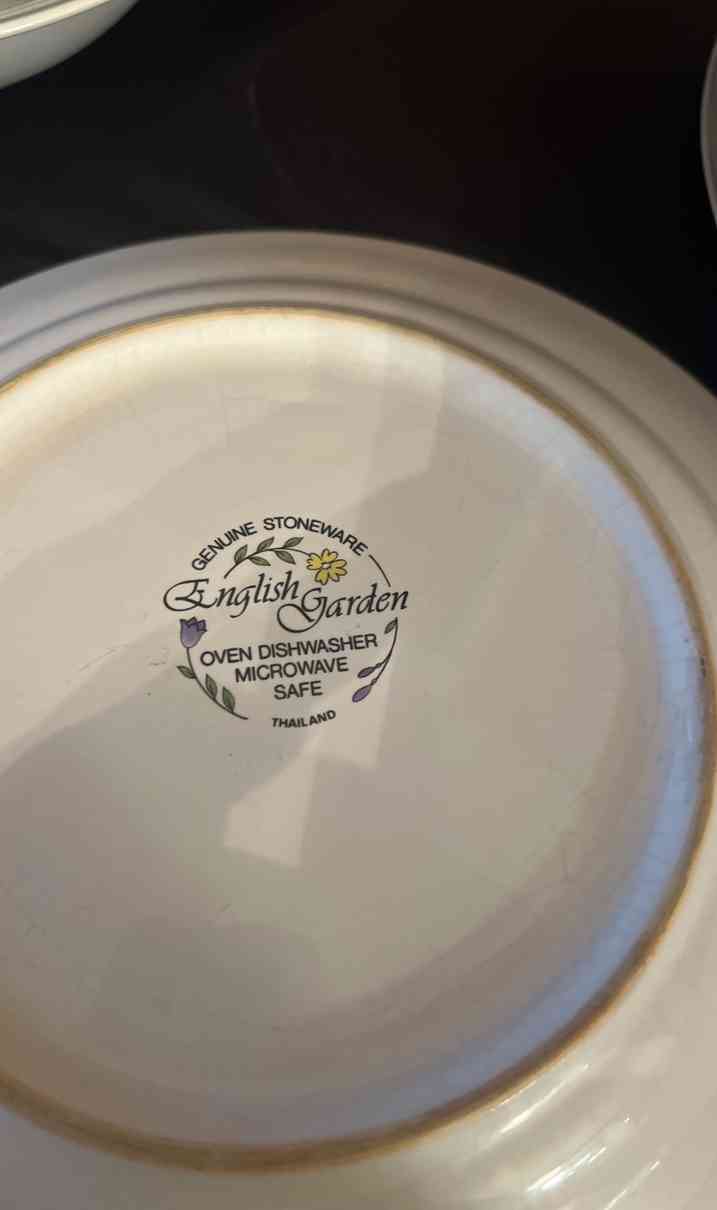 GENUINE STONEWARE
English Garden
OVEN DISHWASHER
MICROWAVE
SAFE
THAILAND